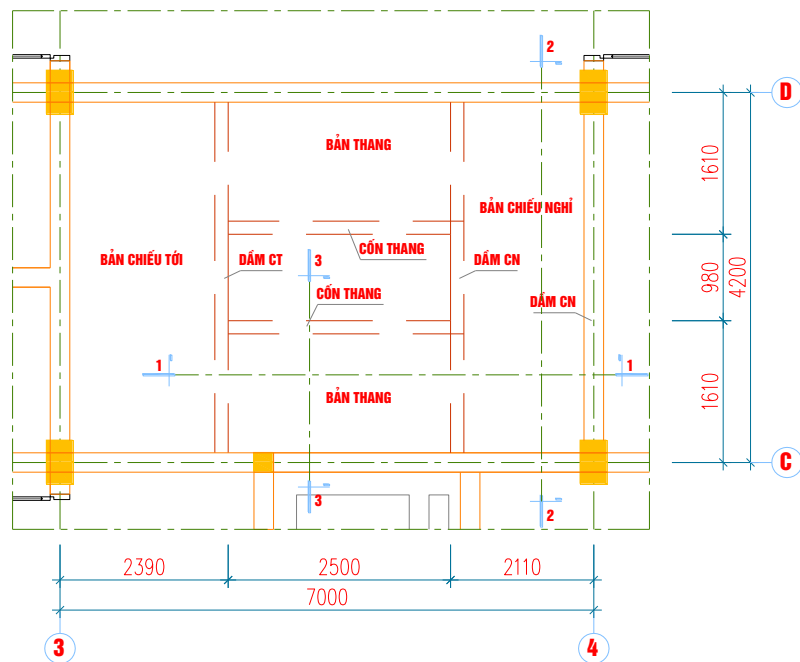 2
2
D
BẢN THANG
1610
BẢN CHIẾU NGHỈ
CỐN THANG
BẢN CHIẾU TỚI
DẦM CT
3
DẦM CN
980
4200
CỐN THANG
DẦM CN
1
1
1610
BẢN THANG
C
3
2390
2500
2110
7000
3
4